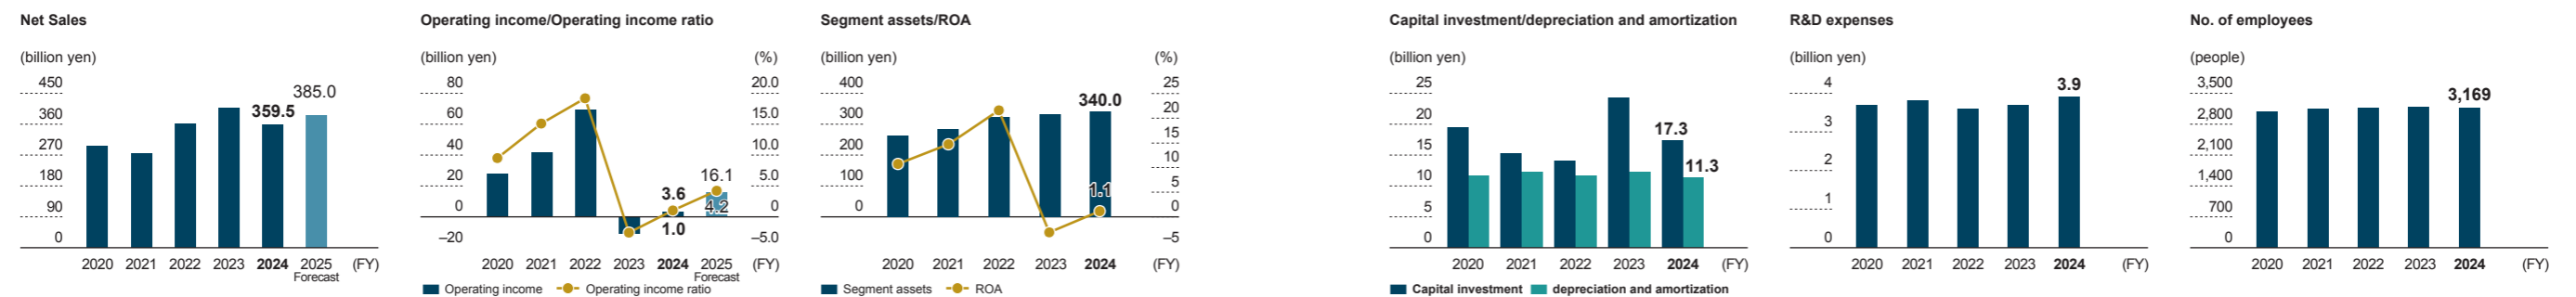 Net Sales
(billion yen)
450
360
270
180
90
0
359.5
385.0
2020 2021 2022 2023 2024 2025 (FY)
Forecast
Operating income/Operating income ratio
(billion yen) (%)
80 20.0
60 15.0
40 10.0
20 5.0
0 0
–20 –5.0
3.6
1.0
16.1
4.2
2020 2021 2022 2023 2024 2025 (FY)
Forecast
Operating income Operating income ratio
Segment assets/ROA
(billion yen) (%)
400 25
300 20
200 15
100 10
0 5
0
–5
340.0
1.1
2020 2021 2022 2023 2024 (FY)
Segment assets ROA
Capital investment/depreciation and amortization
(billion yen)
25
20
15
10
5
0
17.3
11.3
2020 2021 2022 2023 2024 (FY)
Capital investment depreciation and amortization
R&D expenses
(billion yen)
4
3
2
1
0
3.9
2020 2021 2022 2023 2024 (FY)
No. of employees
(people)
3,500
2,800
2,100
1,400
700
0
3,169
2020 2021 2022 2023 2024 (FY)